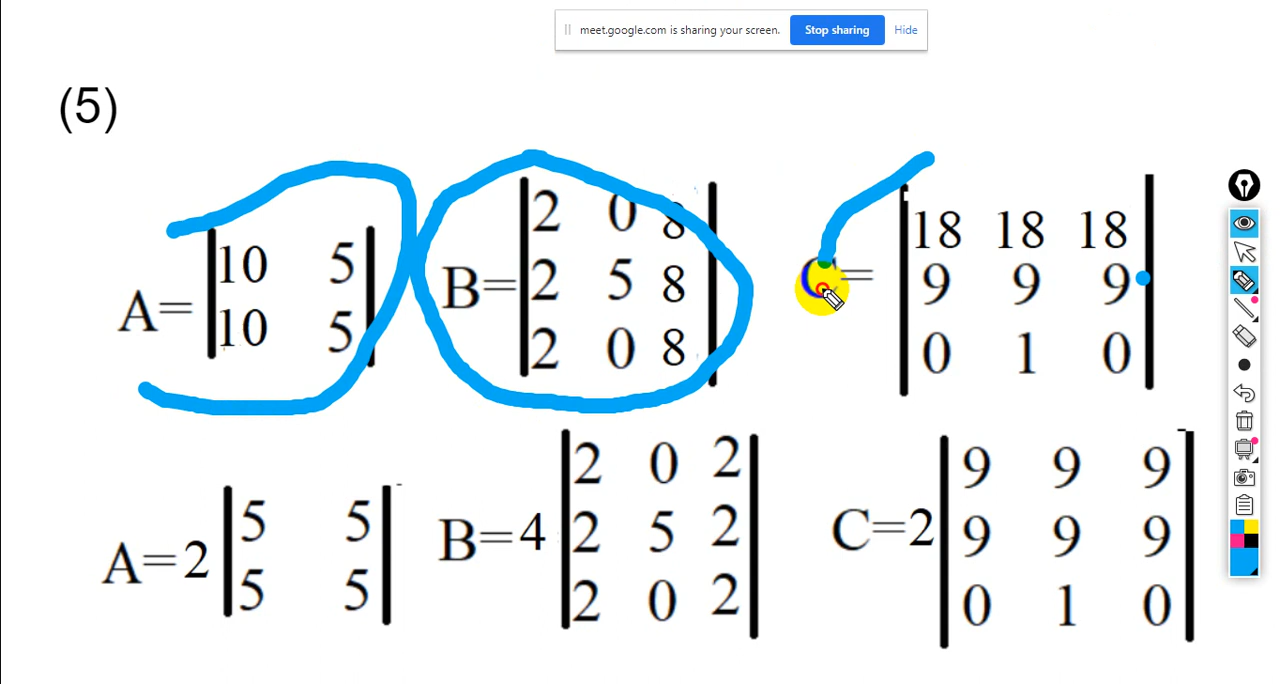 meet.google.com is sharing your screen. Stop sharing Hide
(5)
A= |10 5| B= |2 0 8| C= |18 18 18|
|10 5| |2 5 8| |9 9 9|
|2 0 8| |0 1 0|
A=2 |5 5| B=4 |2 0 2| C=2 |9 9 9|
|5 5| |2 5 2| |9 9 9|
|2 0 2| |0 1 0|